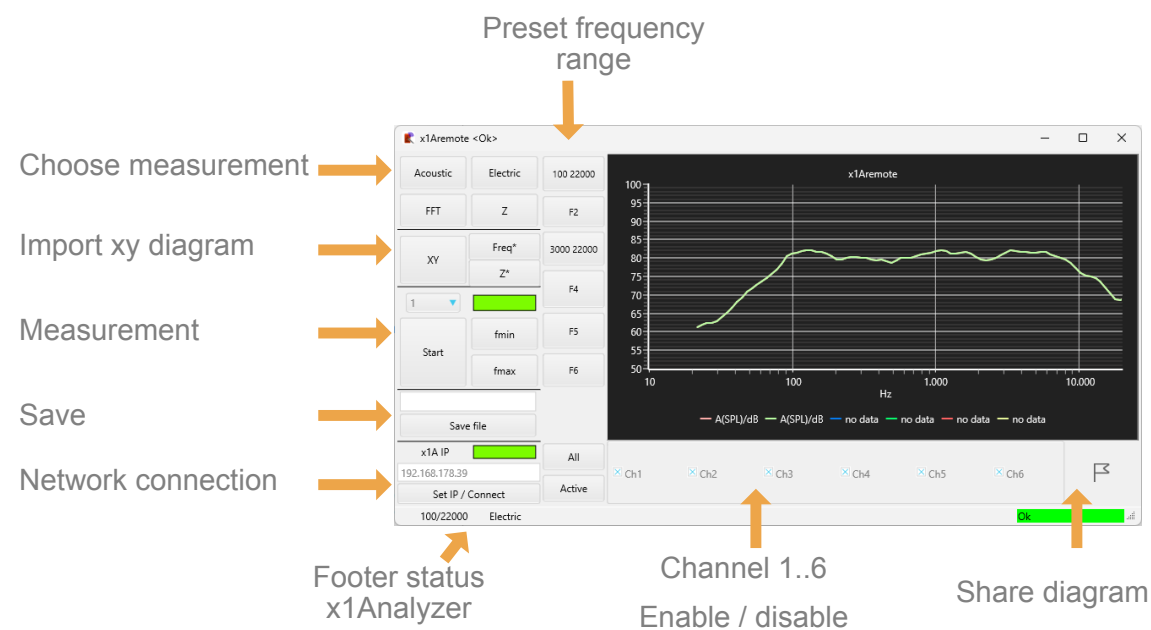 Preset frequency
range
x1Aremote <Ok>
Choose measurement
Acoustic
Electric
100 22000
FFT
Z
F2
Import xy diagram
XY
Freq*
3000 22000
Z*
F4
1
Measurement
Start
fmin
F5
fmax
F6
Save
Save file
x1A IP
All
Network connection
192.168.178.39
Set IP / Connect
Active
100/22000
Electric
x1Aremote
100
95
90
85
80
75
70
65
60
55
50
10
100
1.000
10.000
Hz
A(SPL)/dB
A(SPL)/dB
no data
no data
no data
no data
Ch1
Ch2
Ch3
Ch4
Ch5
Ch6
Ok
Footer status
x1Analyzer
Channel 1..6
Enable / disable
Share diagram